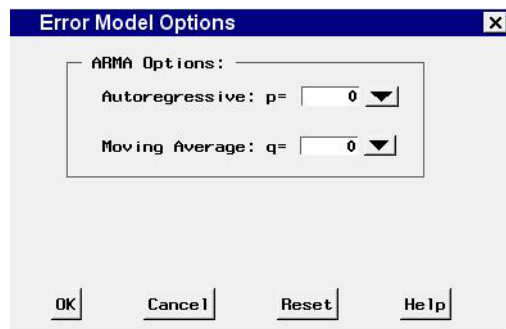 Error Model Options
ARMA Options:
Autoregressive: p= 0
Moving Average: q= 0
OK Cancel Reset Help